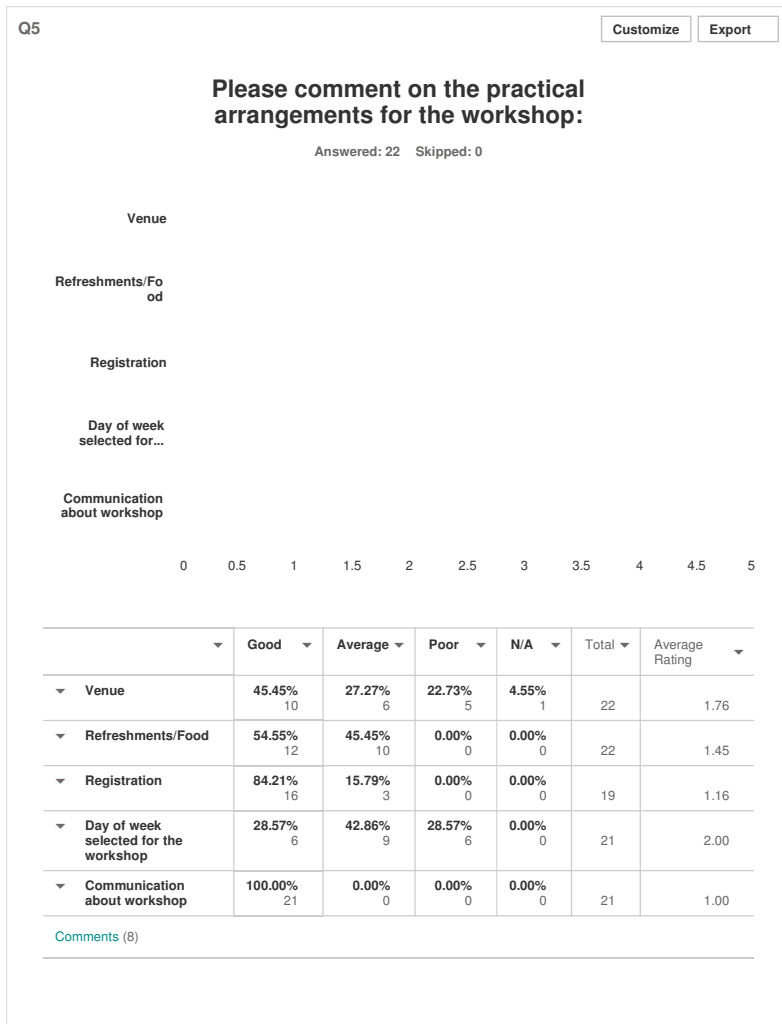 Q5
Customize Export
Please comment on the practical
arrangements for the workshop:
Answered: 22 Skipped: 0
Venue
Refreshments/Fo
od
Registration
Day of week
selected for...
Communication
about workshop
0 0.5 1 1.5 2 2.5 3 3.5 4 4.5 5
Good Average Poor N/A Total Average
Rating
Venue 45.45% 27.27% 22.73% 4.55%
10 6 5 1 22 1.76
Refreshments/Food 54.55% 45.45% 0.00% 0.00%
12 10 0 0 22 1.45
Registration 84.21% 15.79% 0.00% 0.00%
16 3 0 0 19 1.16
Day of week 28.57% 42.86% 28.57% 0.00%
selected for the 6 9 6 0 21 2.00
workshop
Communication 100.00% 0.00% 0.00% 0.00%
about workshop 21 0 0 0 21 1.00
Comments (8)